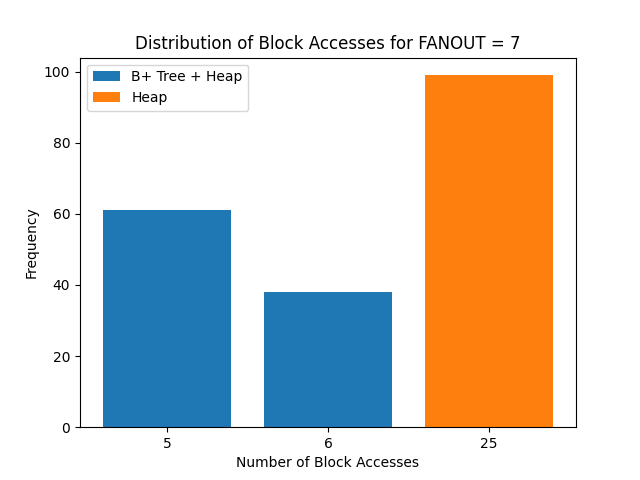 Distribution of Block Accesses for FANOUT = 7
B+ Tree + Heap
Heap
100
80
60
40
20
0
Frequency
5 6 25
Number of Block Accesses